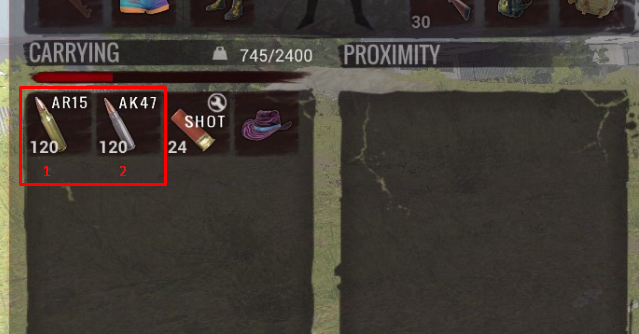 30
CARRYING
745/2400
PROXIMITY
AR15
AK47
SHOT
120
120
24
1
2